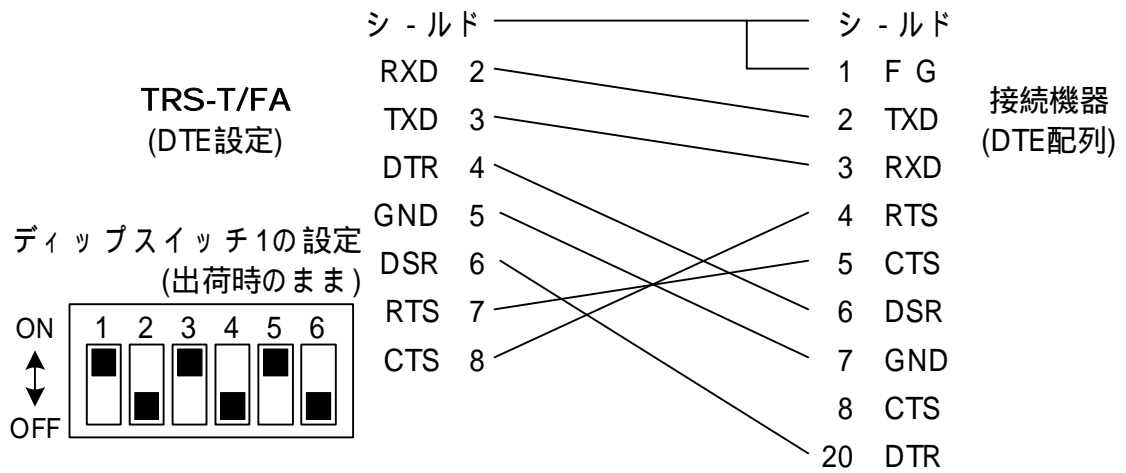 シ-ルド
RXD 2
TXD 3
DTR 4
GND 5
DSR 6
RTS 7
CTS 8
TRS-T/FA
(DTE設定)
ディップスイッチ1の設定
(出荷時のまま)
ON
1 2 3 4 5 6
OFF
シ-ルド
1 FG
2 TXD
3 RXD
4 RTS
5 CTS
6 DSR
7 GND
8 CTS
20 DTR
接続機器
(DTE配列)